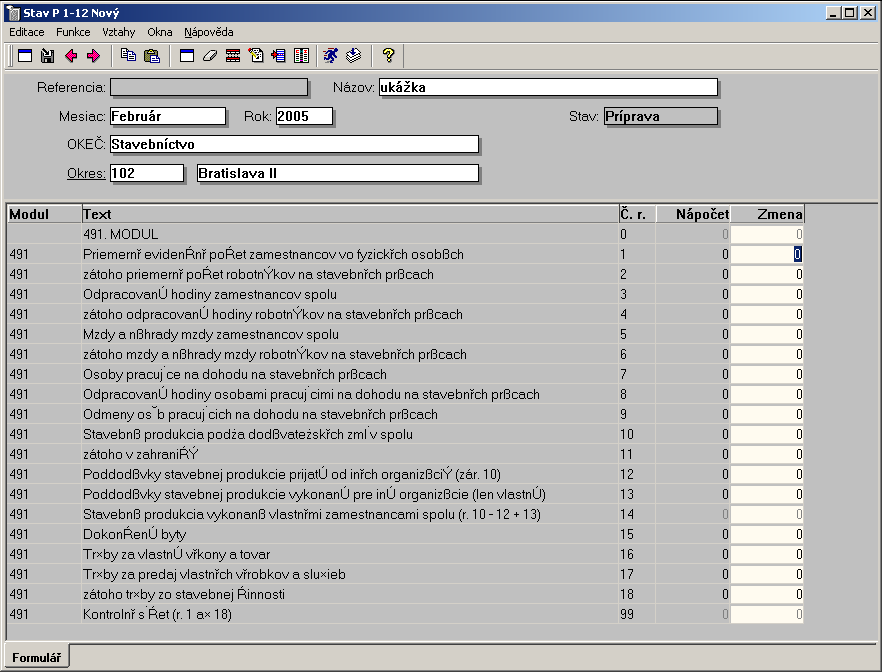 Stav P 1-12 Nový
Editace Funkce Vztahy Okna Nápověda
Referencia: Názov: ukážka
Mesiac: Február Rok: 2005 Stav: Príprava
OKEČ: Stavebníctvo
Okres: 102 Bratislava II
Modul Text Č. r. Nápočet Zmena
491. MODUL 0 0 0
491 Priemernř evidenŔnř poŔet zamestnancov vo fyzickřch osobßch 1 0 0
491 zátoho priemernř poŔet robotnÝkov na stavebnřch prßcach 2 0 0
491 OdpracovanÚ hodiny zamestnancov spolu 3 0 0
491 zátoho odpracovanÚ hodiny robotnÝkov na stavebnřch prßcach 4 0 0
491 Mzdy a nßhrady mzdy zamestnancov spolu 5 0 0
491 zátoho mzdy a nßhrady mzdy robotnÝkov na stavebnřch prßcach 6 0 0
491 Osoby pracuj˙ce na dohodu na stavebnřch prßcach 7 0 0
491 OdpracovanÚ hodiny osobami pracuj˙cimi na dohodu na stavebnřch prßcach 8 0 0
491 Odmeny os˘b pracuj˙cich na dohodu na stavebnřch prßcach 9 0 0
491 Stavebnß produkcia podża dodßvateżskřch zml˙v spolu 10 0 0
491 zátoho v zahraniŔÝ 11 0 0
491 Poddodßvky stavebnej produkcie prijatÚ od inřch organizßciÝ (zár. 10) 12 0 0
491 Poddodßvky stavebnej produkcie vykonanÚ pre inÚ organizßcie (len vlastnÚ) 13 0 0
491 Stavebnß produkcia vykonanß vlastnřmi zamestnancami spolu (r. 10 - 12 + 13) 14 0 0
491 DokonŔenÚ byty 15 0 0
491 Tr×by za vlastnÚ vřkony a tovar 16 0 0
491 Tr×by za predaj vlastnřch vřrobkov a slu×ieb 17 0 0
491 zátoho tr×by zo stavebnej Ŕinnosti 18 0 0
491 Kontrolnř s˙Ŕet (r. 1 a× 18) 99 0 0
Formulář